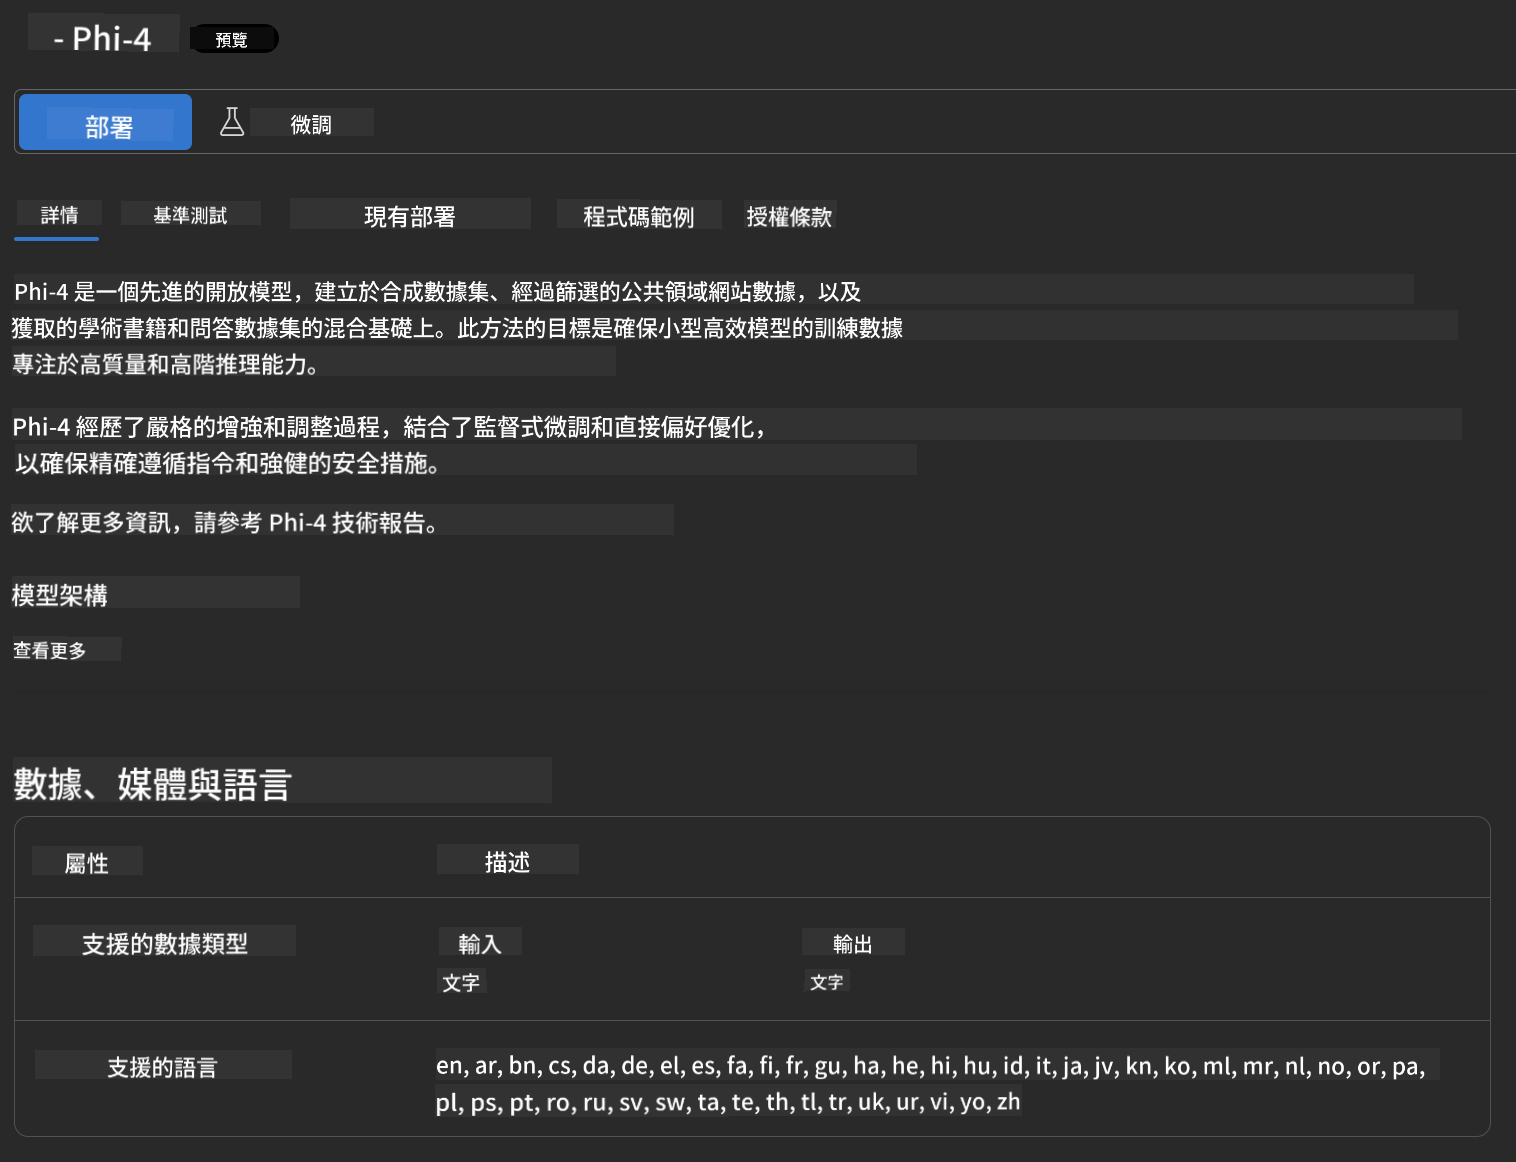 - Phi-4
預覽
部署
微調
詳情
基準測試
現有部署
程式碼範例
授權條款
Phi-4 是一個先進的開放模型，建立於合成數據集、經過篩選的公共領域網站數據，以及
獲取的學術書籍和問答數據集的混合基礎上。此方法的目標是確保小型高效模型的訓練數據
專注於高質量和高階推理能力。
Phi-4 經歷了嚴格的增強和調整過程，結合了監督式微調和直接偏好優化，
以確保精確遵循指令和強健的安全措施。
欲了解更多資訊，請參考 Phi-4 技術報告。
模型架構
查看更多
數據、媒體與語言
屬性
描述
支援的數據類型
輸入
輸出
文字
文字
支援的語言
en, ar, bn, cs, da, de, el, es, fa, fi, fr, gu, ha, he, hi, hu, id, it, ja, jv, kn, ko, ml, mr, nl, no, or, pa,
pl, ps, pt, ro, ru, sv, sw, ta, te, th, tl, tr, uk, ur, vi, yo, zh